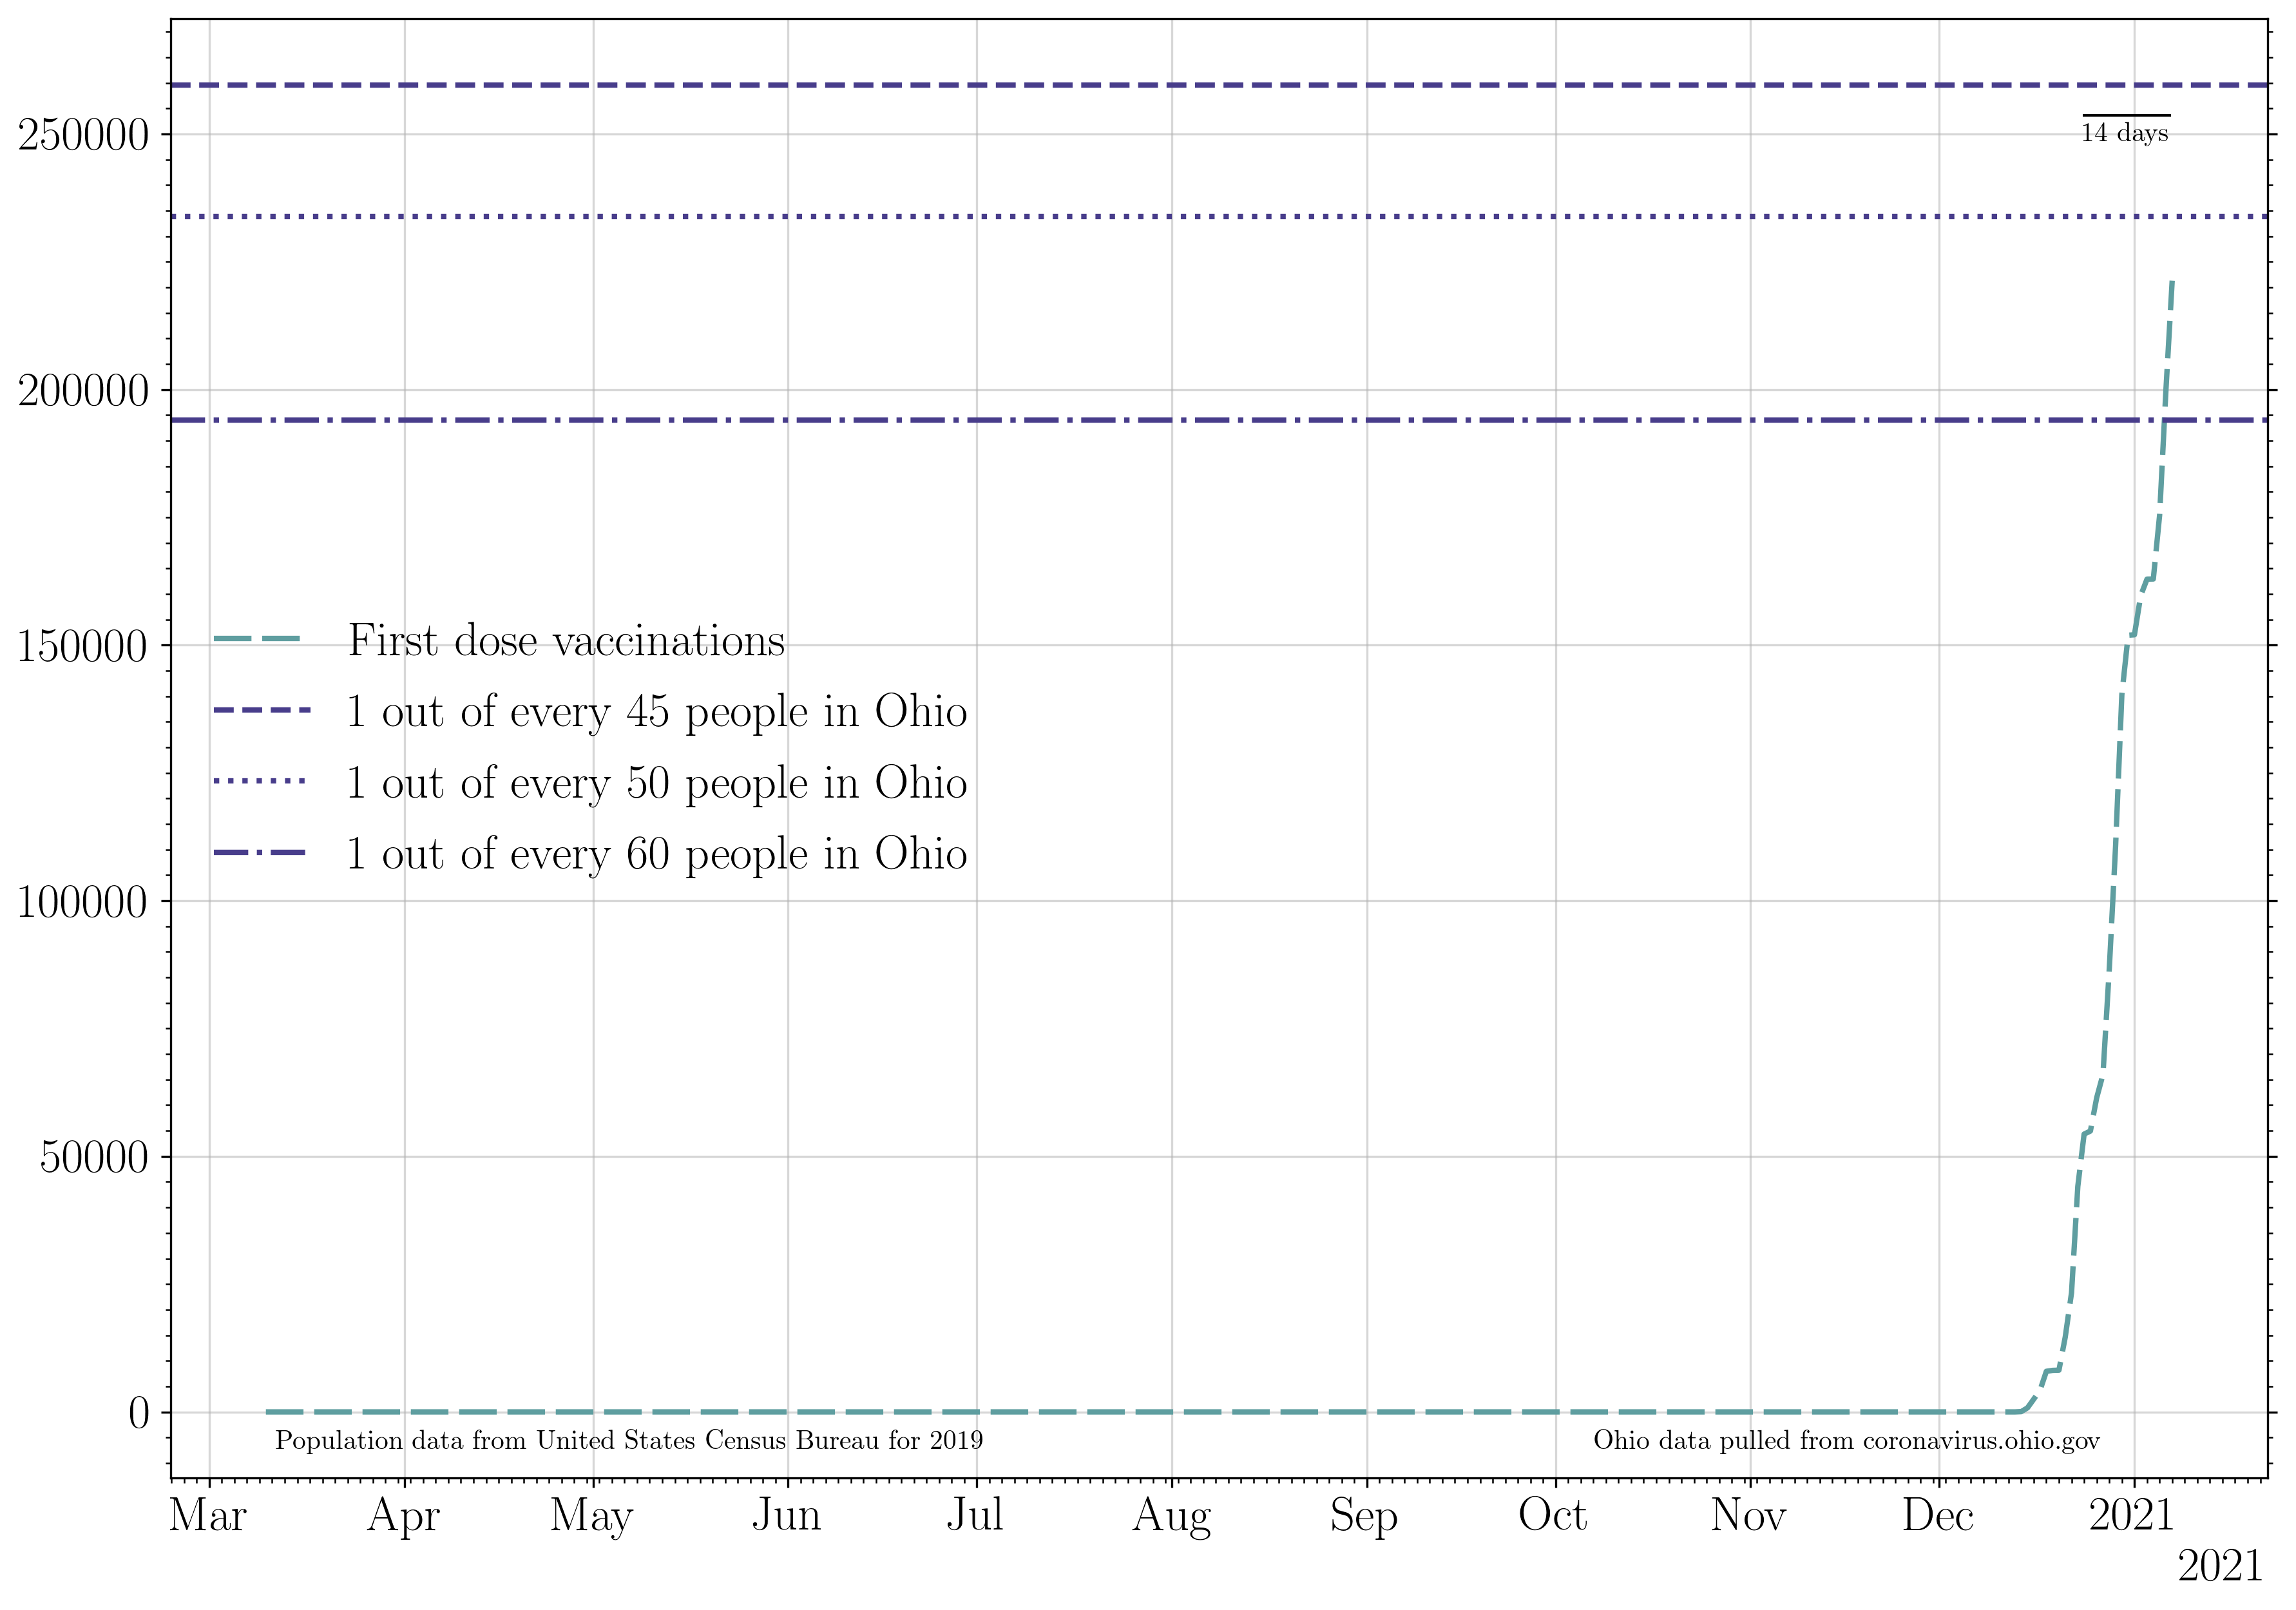 250000
14 days
200000
150000
First dose vaccinations
1 out of every 45 people in Ohio
1 out of every 50 people in Ohio
1 out of every 60 people in Ohio
100000
50000
0
Population data from United States Census Bureau for 2019
Ohio data pulled from coronavirus.ohio.gov
Mar Apr May Jun Jul Aug Sep Oct Nov Dec 2021
2021